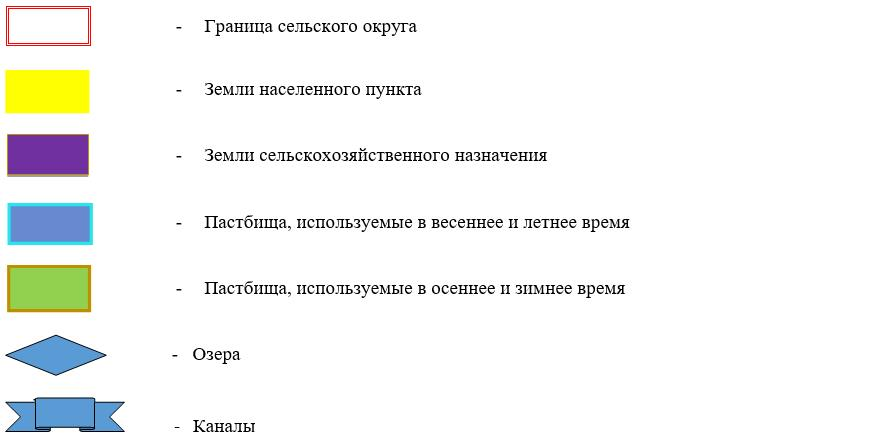 - Граница сельского округа
- Земли населенного пункта
- Земли сельскохозяйственного назначения
- Пастбища, используемые в весеннее и летнее время
- Пастбища, используемые в осеннее и зимнее время
- Озера
- Каналы